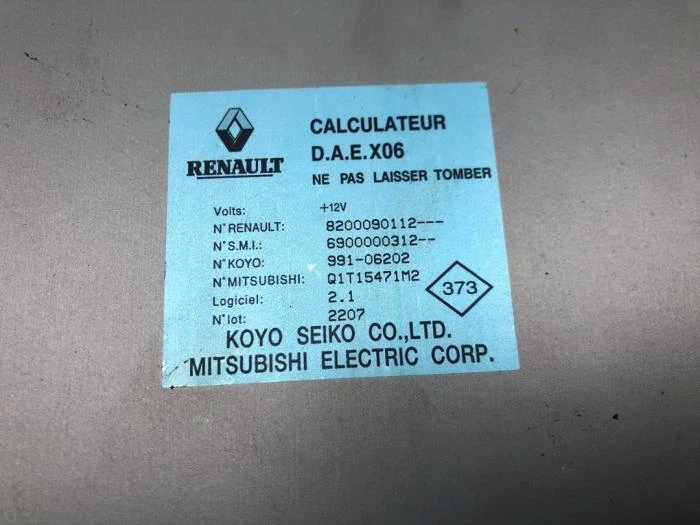 RENAULT
CALCULATEUR
D.A.E.X06
NE PAS LAISSER TOMBER
Volts: +12V
N°RENAULT: 8200090112---
N°S.M.I.: 6900000312--
N°KOYO: 991-06202
N°MITSUBISHI: Q1T15471M2
Logiciel: 2.1
373
N°lot: 2207
KOYO SEIKO CO.,LTD.
MITSUBISHI ELECTRIC CORP.